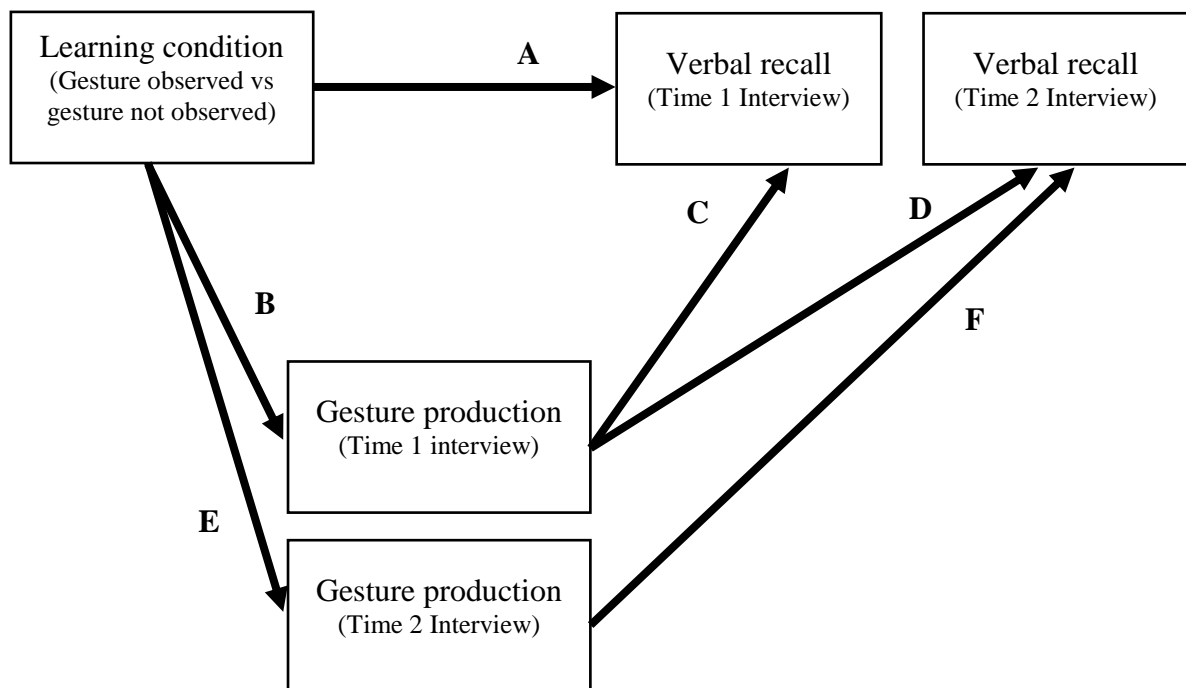 Learning condition
(Gesture observed vs
gesture not observed)
A
Verbal recall
(Time 1 Interview)
Verbal recall
(Time 2 Interview)
C
D
B
F
Gesture production
(Time 1 interview)
E
Gesture production
(Time 2 Interview)